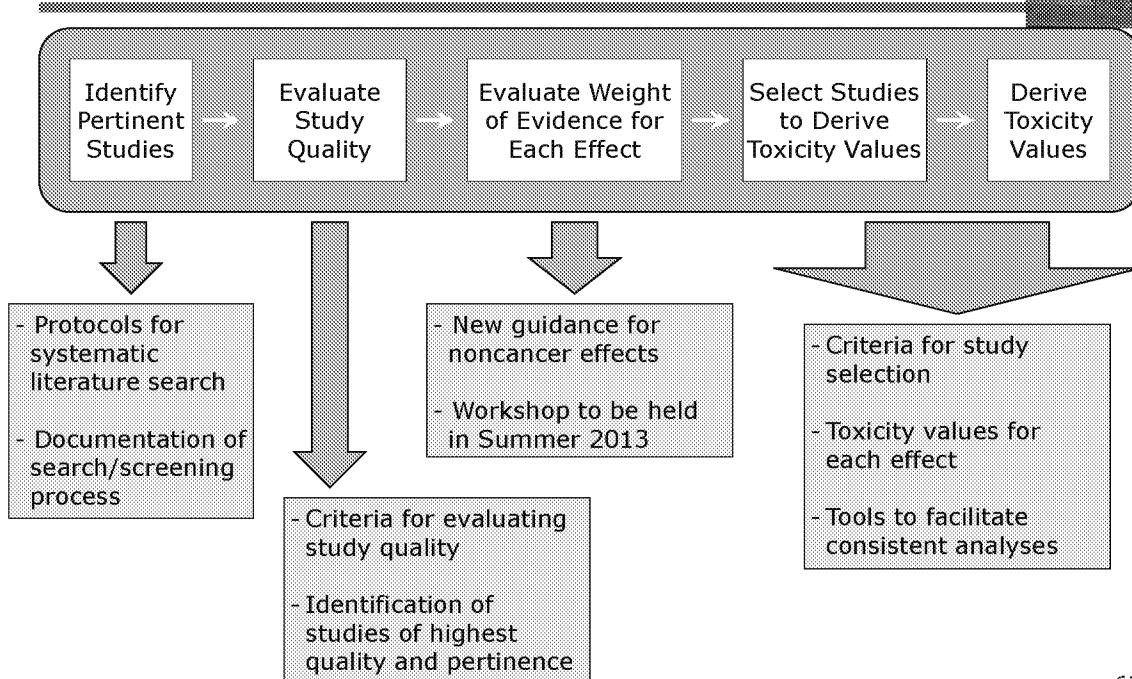 Identify
Pertinent
Studies
Evaluate
Study
Quality
Evaluate Weight
of Evidence for
Each Effect
Select Studies
to Derive
Toxicity Values
Derive
Toxicity
Values
- Protocols for
systematic
literature search
- Documentation of
search/screening
process
- Criteria for evaluating
study quality
- Identification of
studies of highest
quality and pertinence
- New guidance for
noncancer effects
- Workshop to be held
in Summer 2013
- Criteria for study
selection
- Toxicity values for
each effect
- Tools to facilitate
consistent analyses